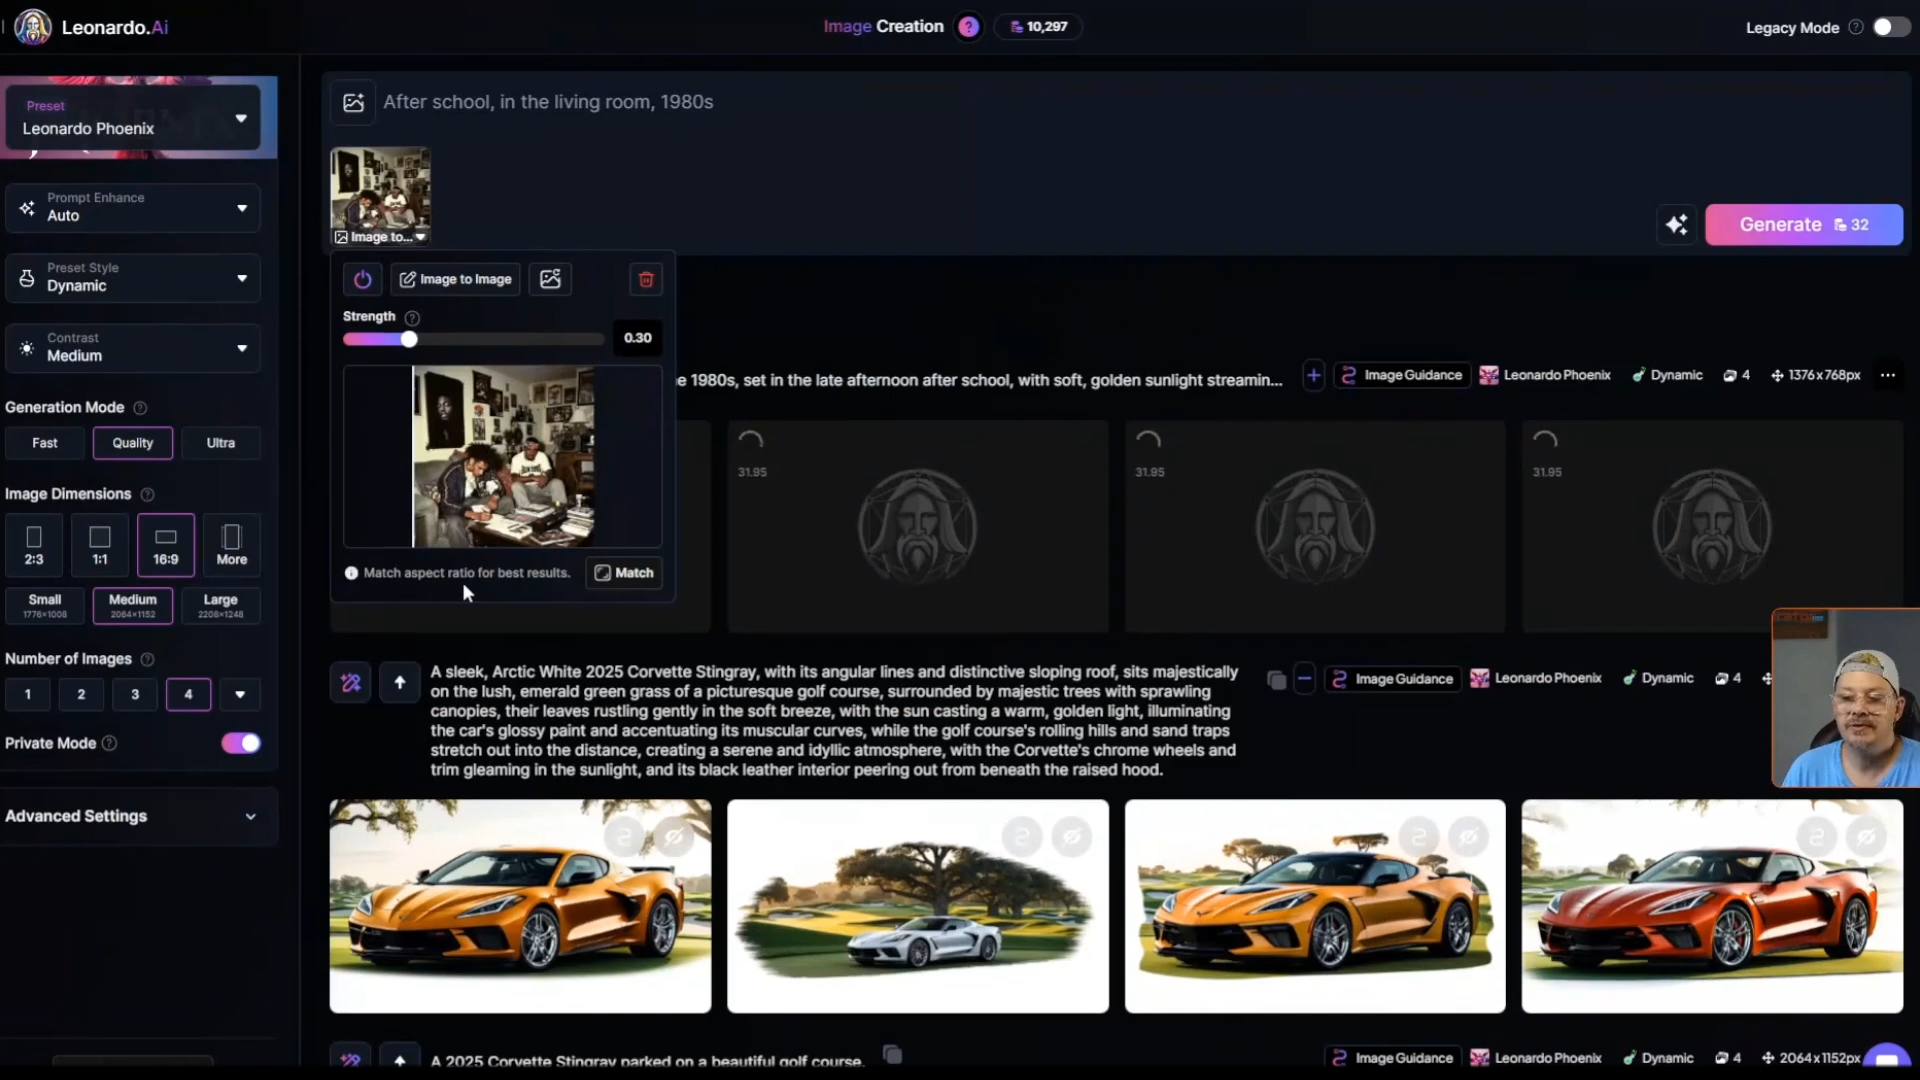 Leonardo.Ai
Image Creation
?
10,297
Legacy Mode
Preset
Leonardo Phoenix
After school, in the living room, 1980s
Image to...
Generate 32
Prompt Enhance
Auto
Preset Style
Dynamic
Image to Image
Strength
0.30
Contrast
Medium
e 1980s, set in the late afternoon after school, with soft, golden sunlight streamin...
Image Guidance
Leonardo Phoenix
Dynamic
4
1376x768px
Generation Mode
Fast
Quality
Ultra
31.95
31.95
31.95
Image Dimensions
2:3
1:1
16:9
More
Small
1776×1008
Medium
2064×1152
Large
2208×1248
Match aspect ratio for best results.
Match
Number of Images
1
2
3
4
Private Mode
Advanced Settings
A sleek, Arctic White 2025 Corvette Stingray, with its angular lines and distinctive sloping roof, sits majestically
on the lush, emerald green grass of a picturesque golf course, surrounded by majestic trees with sprawling
canopies, their leaves rustling gently in the soft breeze, with the sun casting a warm, golden light, illuminating
the car's glossy paint and accentuating its muscular curves, while the golf course's rolling hills and sand traps
stretch out into the distance, creating a serene and idyllic atmosphere, with the Corvette's chrome wheels and
trim gleaming in the sunlight, and its black leather interior peering out from beneath the raised hood.
Image Guidance
Leonardo Phoenix
Dynamic
4
A 2025 Corvette Stingray parked on a beautiful golf course.
Image Guidance
Leonardo Phoenix
Dynamic
4
2064x1152px